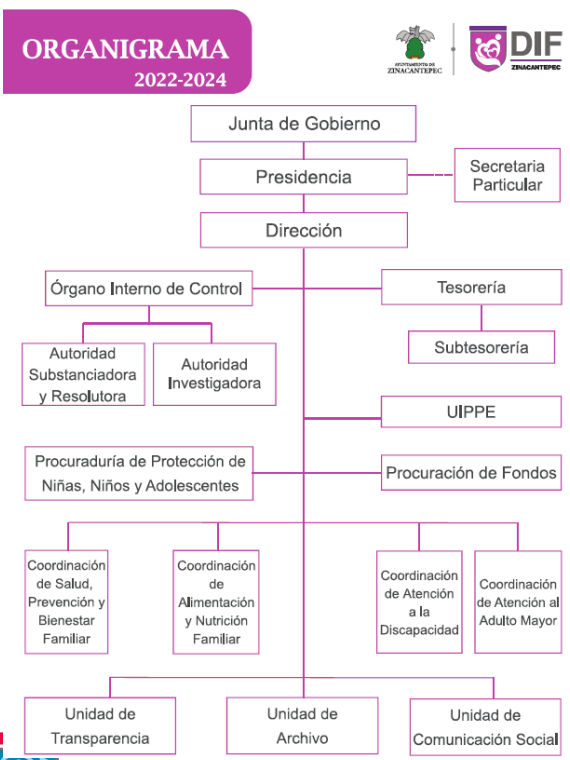 ORGANIGRAMA
2022-2024
AYUNTAMIENTO DE
ZINACANTEPEC
DIF
ZINACANTEPEC
Junta de Gobierno
Presidencia
Secretaria
Particular
Dirección
Órgano Interno de Control
Tesorería
Autoridad
Substanciadora
y Resolutora
Autoridad
Investigadora
Subtesorería
UIPPE
Procuraduría de Protección de
Niñas, Niños y Adolescentes
Procuración de Fondos
Coordinación
de Salud,
Prevención y
Bienestar
Familiar
Coordinación
de
Alimentación
y Nutrición
Familiar
Coordinación
de Atención
a la
Discapacidad
Coordinación
de Atención al
Adulto Mayor
Unidad de
Transparencia
Unidad de
Archivo
Unidad de
Comunicación Social